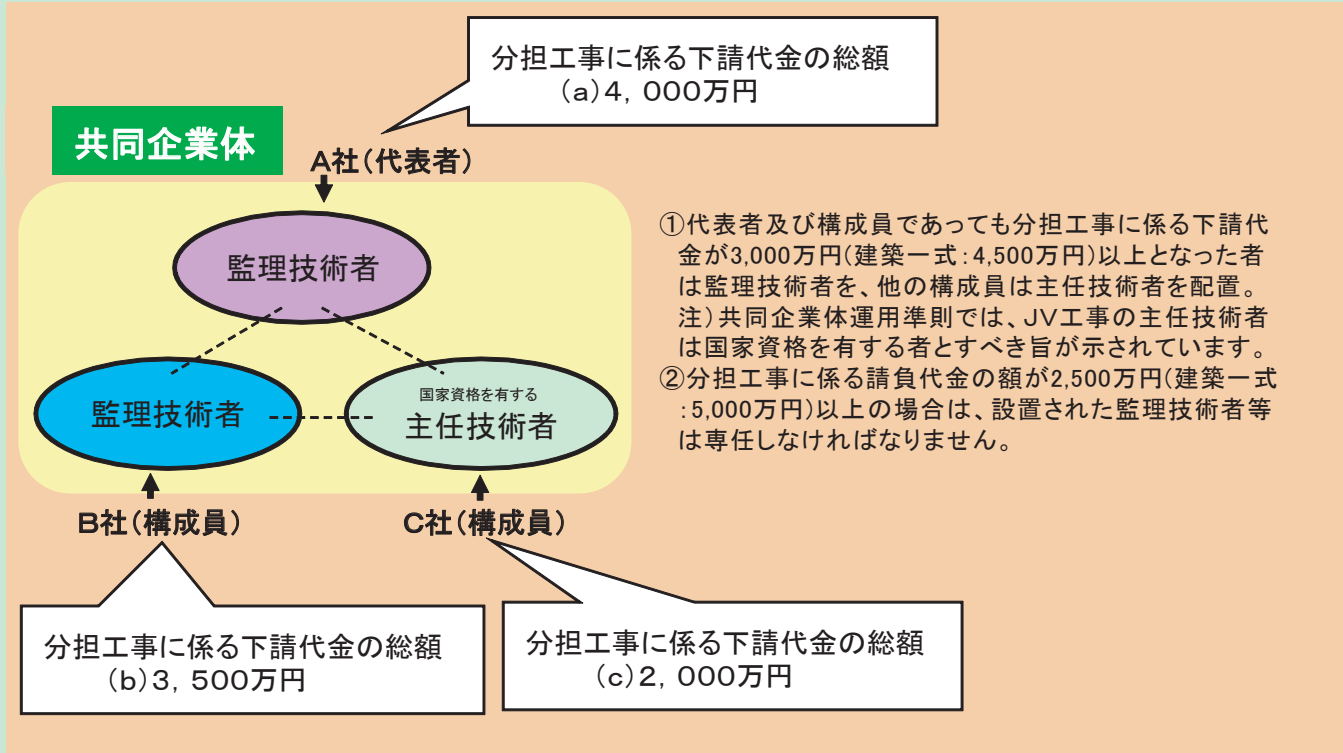 分担工事に係る下請代金の総額
(a)4，000万円
共同企業体
A社(代表者)
監理技術者
監理技術者
国家資格を有する
主任技術者
B社(構成員)
C社(構成員)
分担工事に係る下請代金の総額
(b)3，500万円
分担工事に係る下請代金の総額
(c)2，000万円
①代表者及び構成員であっても分担工事に係る下請代
金が3,000万円(建築一式:4,500万円)以上となった者
は監理技術者を、他の構成員は主任技術者を配置。
注)共同企業体運用準則では、JV工事の主任技術者
は国家資格を有する者とすべき旨が示されています。
②分担工事に係る請負代金の額が2,500万円(建築一式
:5,000万円)以上の場合は、設置された監理技術者等
は専任しなければなりません。